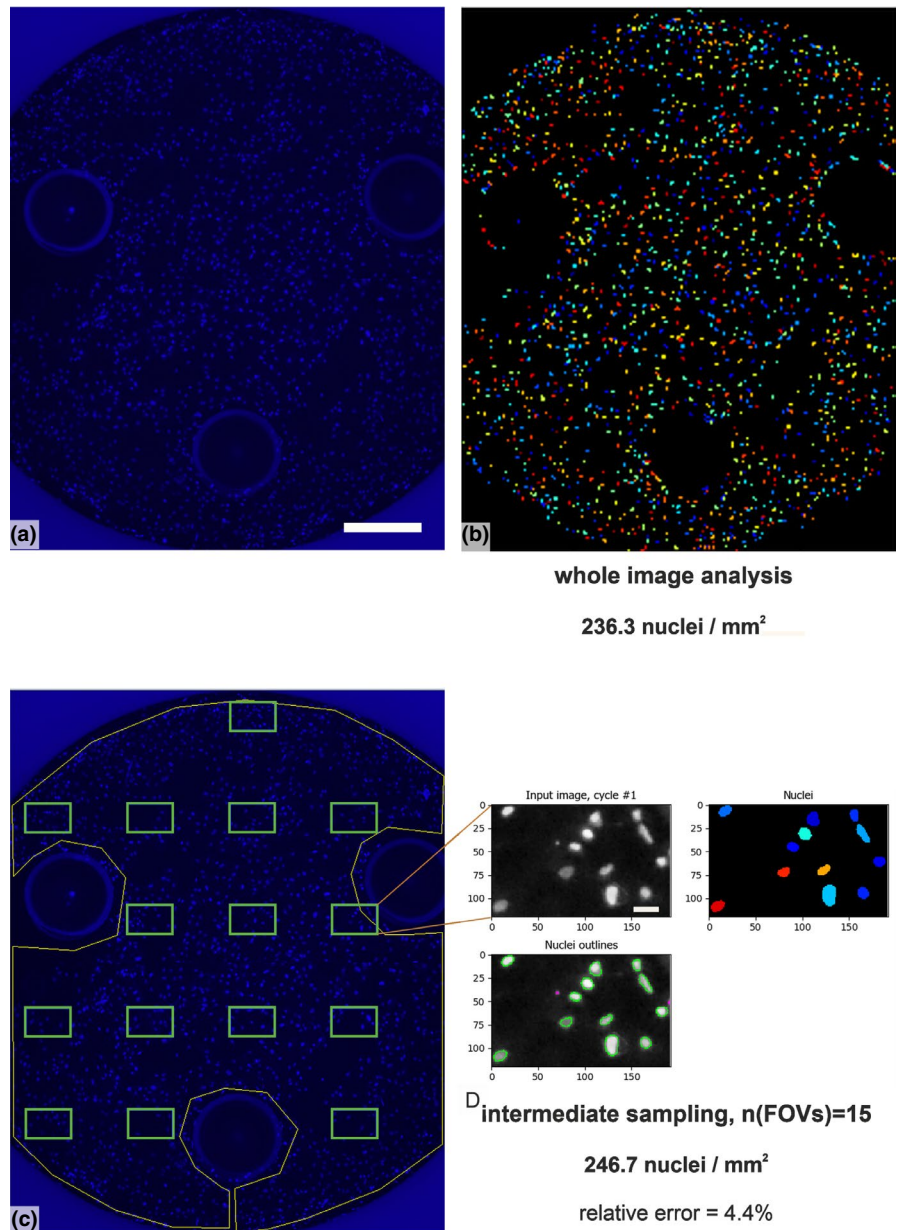 (a)
(b)
whole image analysis
236.3 nuclei / mm²
Input image, cycle #1
0
25
50
75
100
0 50 100 150
Nuclei
0
25
50
75
100
0 50 100 150
Nuclei outlines
0
25
50
75
100
0 50 100 150
(c)
D
intermediate sampling, n(FOVs)=15
246.7 nuclei / mm²
relative error = 4.4%